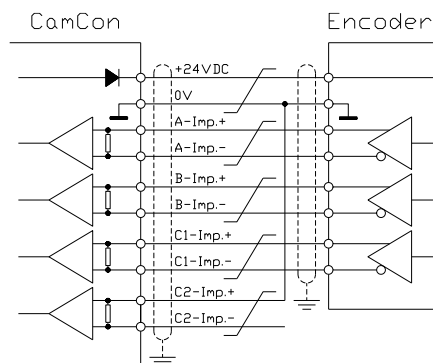 CamCon
Encoder
+24VDC
0V
A-Imp.+
A-Imp.-
B-Imp.+
B-Imp.-
C1-Imp.+
C1-Imp.-
C2-Imp.+
C2-Imp.-